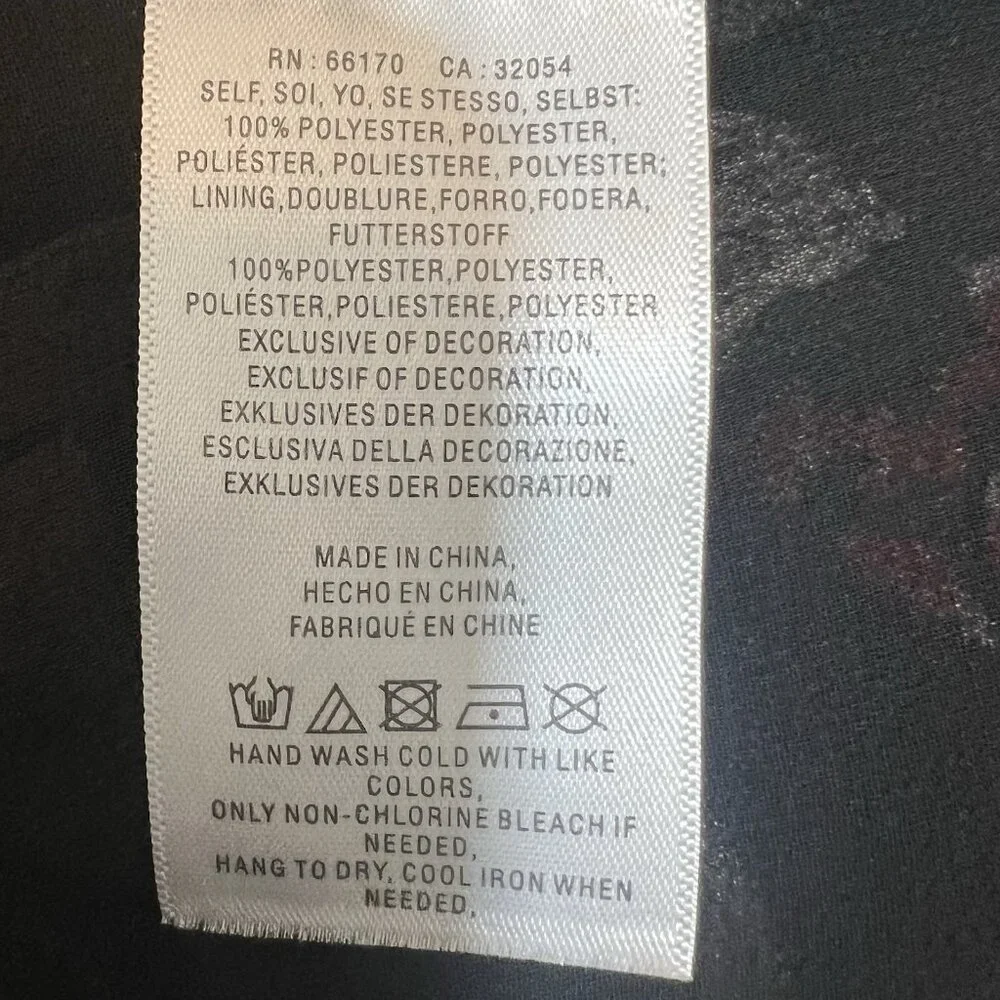 RN : 66170 CA : 32054
SELF, SOI, YO, SE STESSO, SELBST:
100% POLYESTER, POLYESTER,
POLIÉSTER, POLIESTERE, POLYESTER;
LINING,DOUBLURE,FORRO,FODERA,
FUTTERSTOFF
100%POLYESTER,POLYESTER,
POLIÉSTER,POLIESTERE,POLYESTER
EXCLUSIVE OF DECORATION,
EXCLUSIF OF DECORATION,
EXKLUSIVES DER DEKORATION,
ESCLUSIVA DELLA DECORAZIONE,
EXKLUSIVES DER DEKORATION
MADE IN CHINA,
HECHO EN CHINA,
FABRIQUÉ EN CHINE
HAND WASH COLD WITH LIKE
COLORS,
ONLY NON-CHLORINE BLEACH IF
NEEDED,
HANG TO DRY, COOL IRON WHEN
NEEDED,